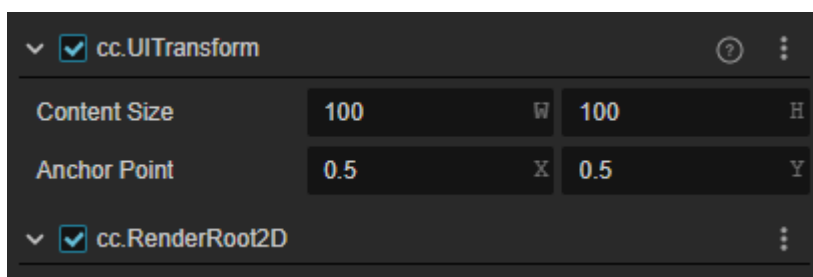 cc.UITransform ?
Content Size 100 W 100 H
Anchor Point 0.5 X 0.5 Y
cc.RenderRoot2D